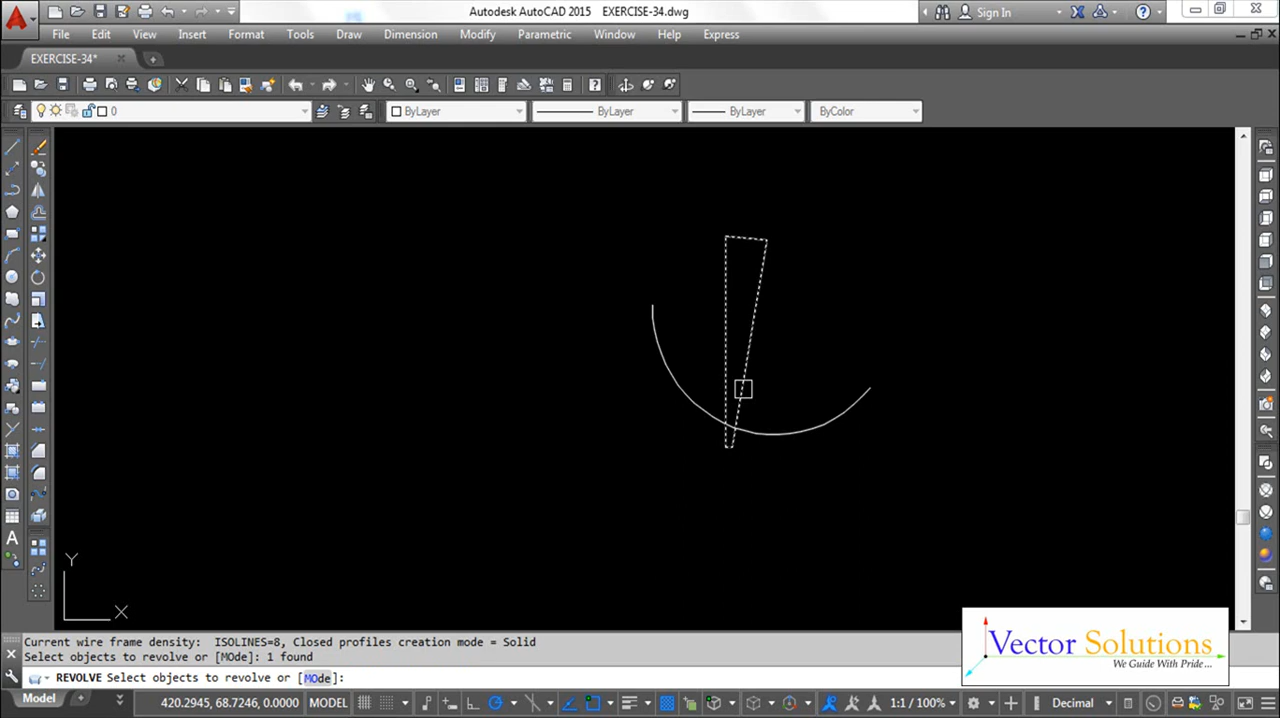 Autodesk AutoCAD 2015 EXERCISE-34.dwg
Sign In
File Edit View Insert Format Tools Draw Dimension Modify Parametric Window Help Express
EXERCISE-34*
0 ByLayer ByLayer ByLayer ByColor
Y
X
Current wire frame density: ISOLINES=8, Closed profiles creation mode = Solid
Select objects to revolve or [MOde]: 1 found
REVOLVE Select objects to revolve or [MOde]:
Model 420.2945, 68.7246, 0.0000 MODEL 1:1 / 100% Decimal
Vector Solutions
We Guide With Pride ...